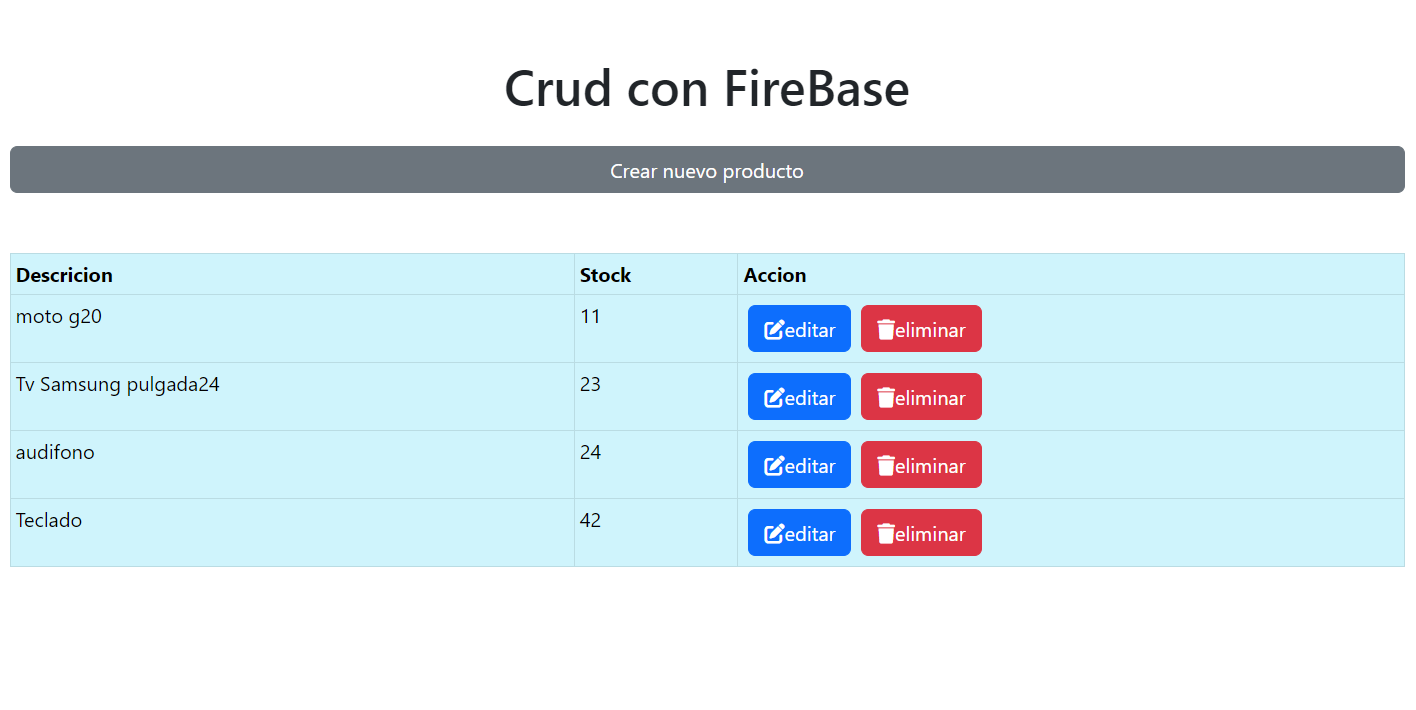 Crud con FireBase
Crear nuevo producto
Descricion Stock Accion
moto g20 11 editar eliminar
Tv Samsung pulgada24 23 editar eliminar
audifono 24 editar eliminar
Teclado 42 editar eliminar